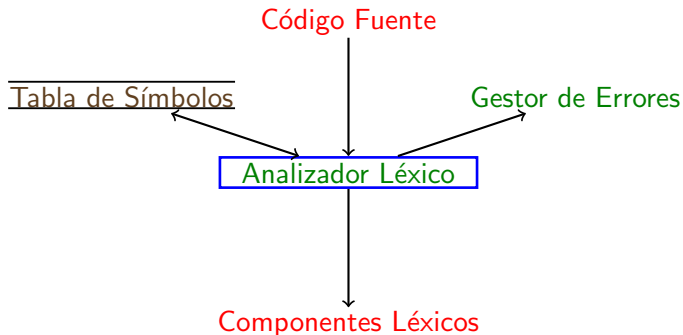 Código Fuente
Tabla de Símbolos
Gestor de Errores
Analizador Léxico
Componentes Léxicos